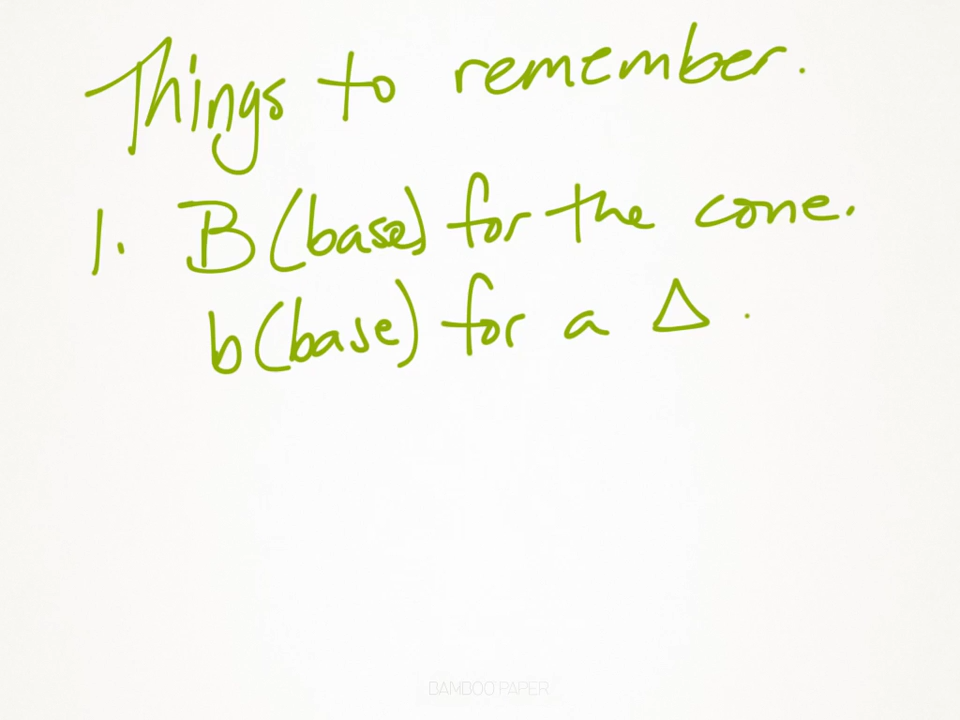 Things to remember.
1. B (base) for the cone.
b (base) for a Δ.
BAMBOO PAPER